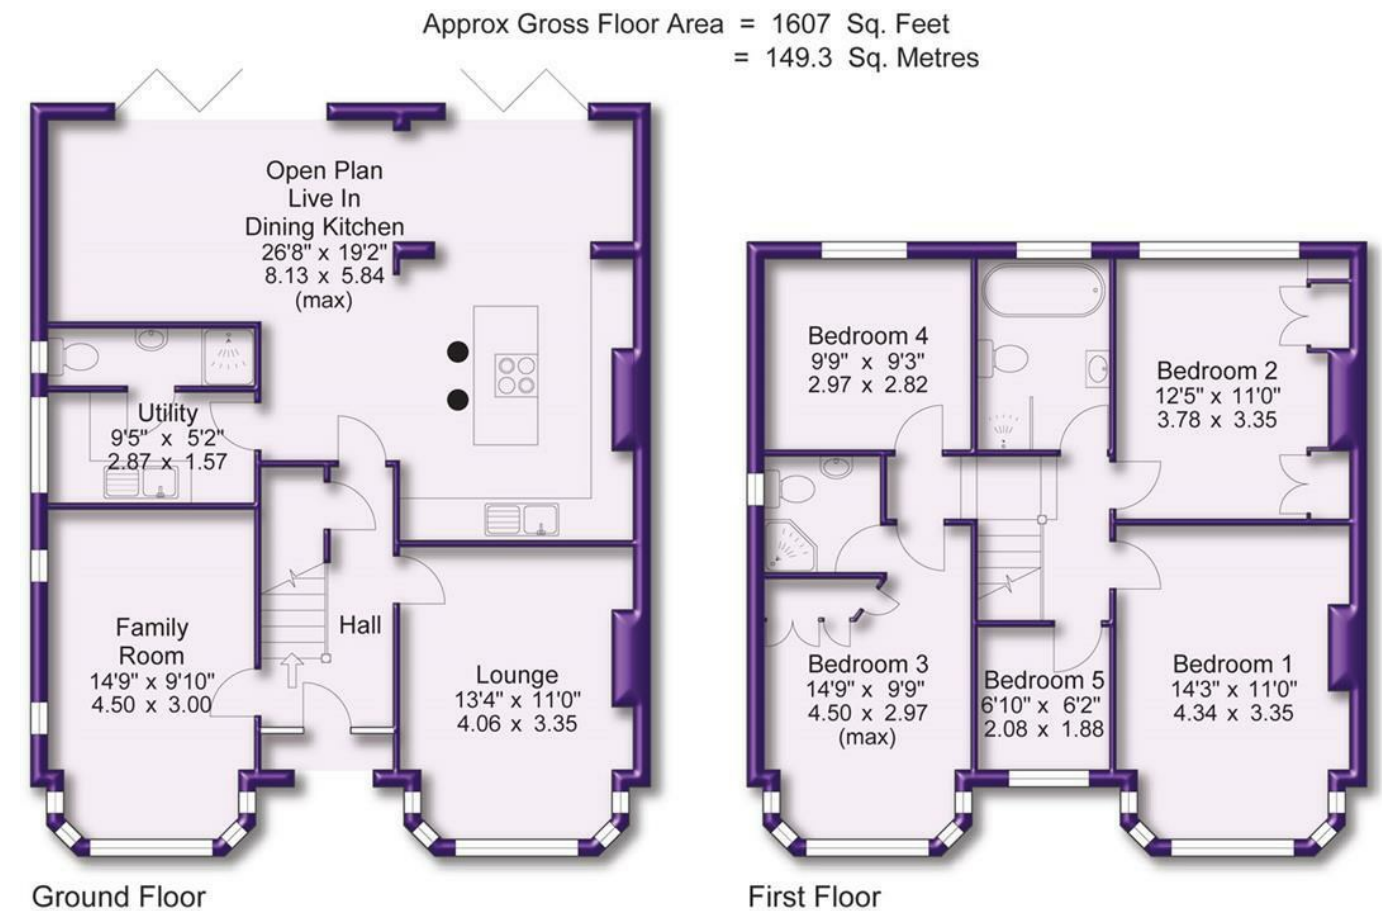 Approx Gross Floor Area = 1607 Sq. Feet
= 149.3 Sq. Metres
Open Plan
Live In
Dining Kitchen
26'8" x 19'2"
8.13 x 5.84
(max)
Utility
9'5" x 5'2"
2.87 x 1.57
Family
Room
14'9" x 9'10"
4.50 x 3.00
Hall
Lounge
13'4" x 11'0"
4.06 x 3.35
Ground Floor
Bedroom 4
9'9" x 9'3"
2.97 x 2.82
Bedroom 2
12'5" x 11'0"
3.78 x 3.35
Bedroom 3
14'9" x 9'9"
4.50 x 2.97
(max)
Bedroom 5
6'10" x 6'2"
2.08 x 1.88
Bedroom 1
14'3" x 11'0"
4.34 x 3.35
First Floor